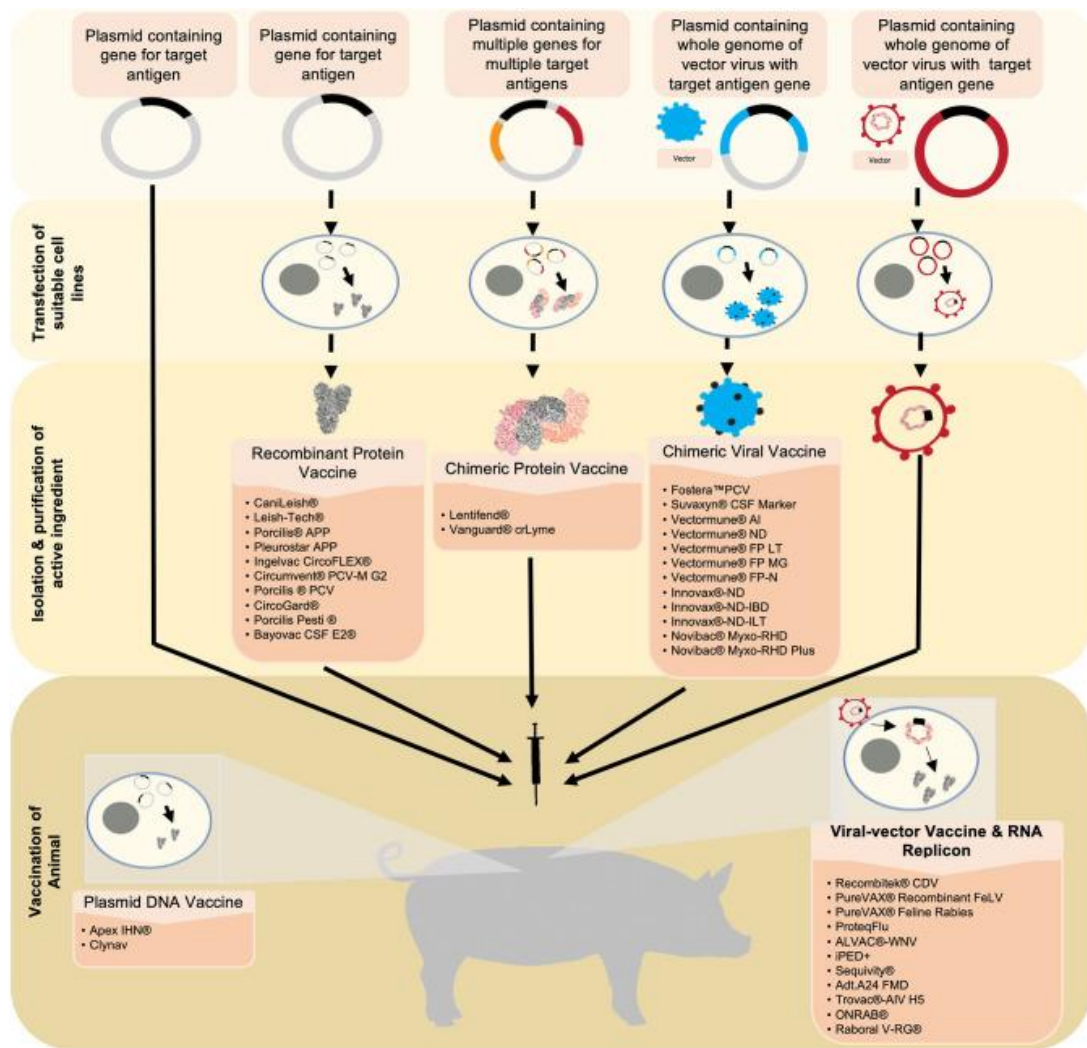 Plasmid containing
gene for target
antigen
Plasmid containing
gene for target
antigen
Plasmid containing
multiple genes for
multiple target
antigens
Plasmid containing
whole genome of
vector virus with
target antigen gene
Plasmid containing
whole genome of
vector virus with  target
antigen gene
Vector
Vector
Transfection of
suitable cell
lines
Isolation & purification of
active ingredient
Recombinant Protein
Vaccine
• CaniLeish®
• Leish-Tech®
• Porcilis® APP
• Pleurostar APP
• Ingelvac CircoFLEX®
• Circumvent® PCV-M G2
• Porcilis ® PCV
• CircoGard®
• Porcilis Pesti ®
• Bayovac CSF E2®
Chimeric Protein Vaccine
• Lentifend®
• Vanguard® crLyme
Chimeric Viral Vaccine
• Fostera™PCV
• Suvaxyn® CSF Marker
• Vectormune® AI
• Vectormune® ND
• Vectormune® FP LT
• Vectormune® FP MG
• Vectormune® FP-N
• Innovax®-ND
• Innovax®-ND-IBD
• Innovax®-ND-ILT
• Novibac® Myxo-RHD
• Novibac® Myxo-RHD Plus
Vaccination of
Animal
Plasmid DNA Vaccine
• Apex IHN®
• Clynav
Viral-vector Vaccine & RNA
Replicon
• Recombitek® CDV
• PureVAX® Recombinant FeLV
• PureVAX® Feline Rabies
• ProteqFlu
• ALVAC®-WNV
• iPED+
• Sequivity®
• Adt.A24 FMD
• Trovac®-AIV H5
• ONRAB®
• Raboral V-RG®